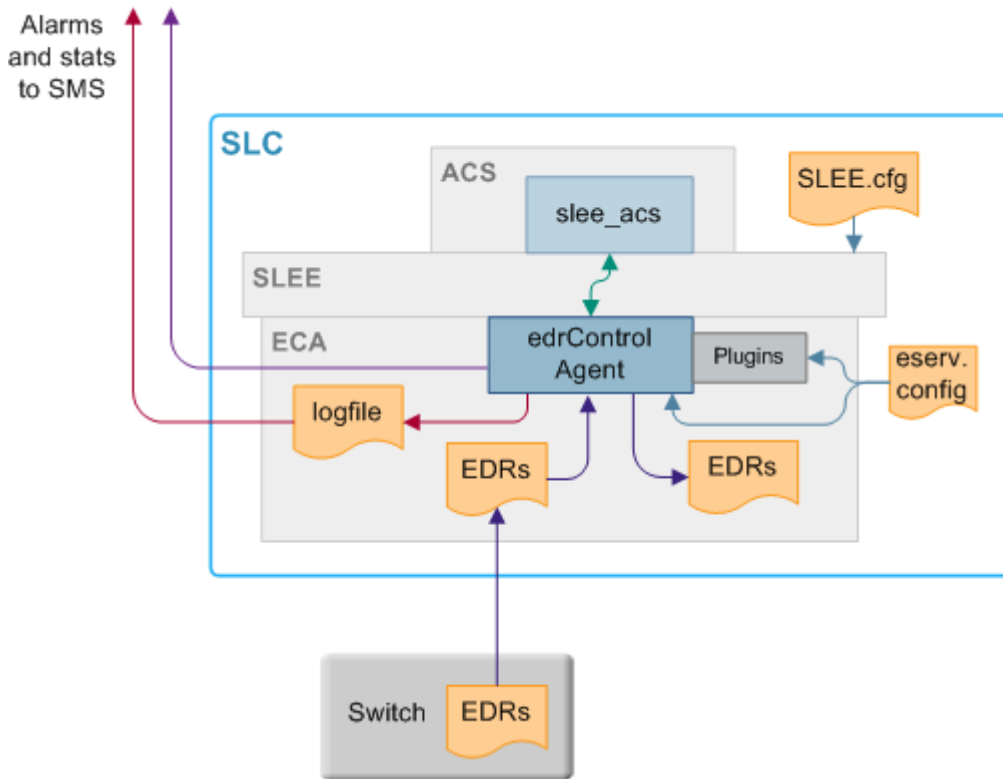 Alarms
and stats
to SMS
SLC
ACS
SLEE.cfg
slee_acs
SLEE
ECA
edrControl
Agent
Plugins
eserv.
config
logfile
EDRs
EDRs
Switch
EDRs